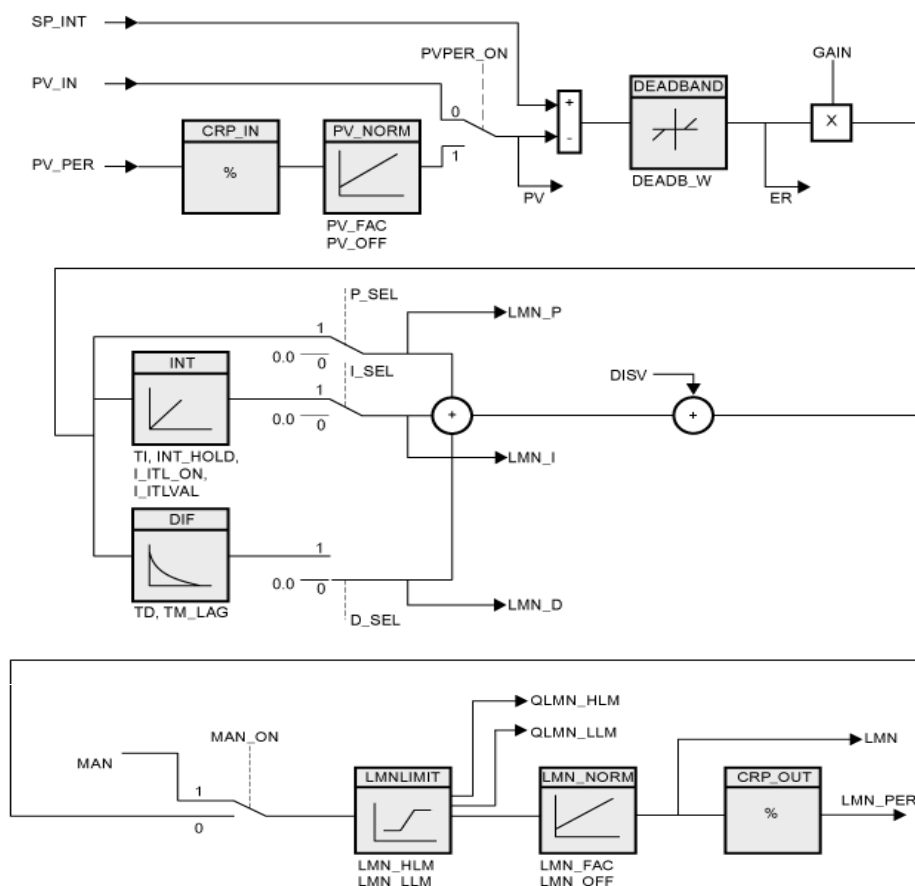 SP_INT
PV_IN
PV_PER
CRP_IN
%
PV_NORM
PV_FAC
PV_OFF
PVPER_ON
0
1
PV
+
-
DEADBAND
DEADB_W
ER
GAIN
X
P_SEL
1
0.0
0
LMN_P
INT
TI, INT_HOLD,
I_ITL_ON,
I_ITLVAL
I_SEL
1
0.0
0
+
LMN_I
DISV
+
DIF
TD, TM_LAG
1
0.0
0
D_SEL
LMN_D
MAN
MAN_ON
1
0
LMNLIMIT
LMN_HLM
LMN_LLM
QLMN_HLM
QLMN_LLM
LMN_NORM
LMN_FAC
LMN_OFF
LMN
CRP_OUT
%
LMN_PER